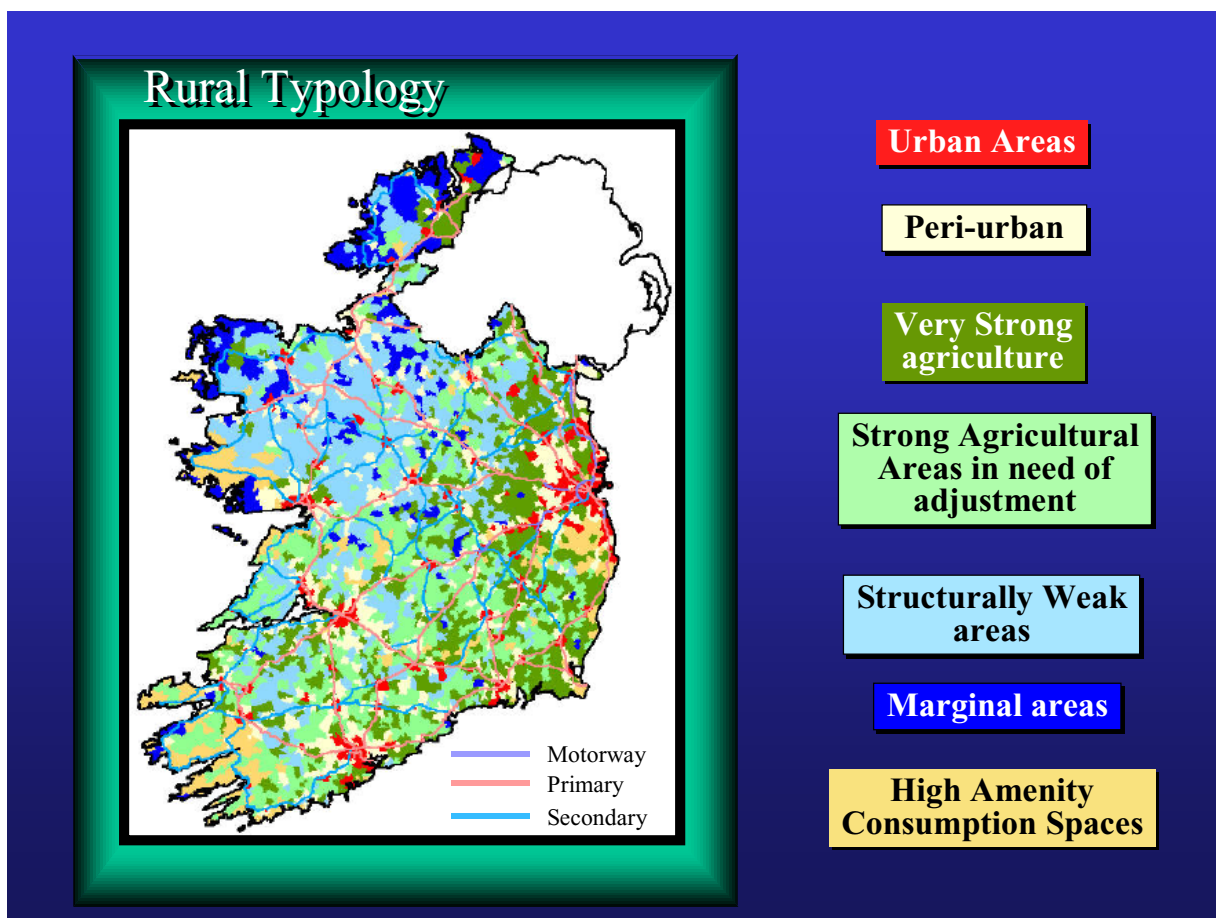 Rural Typology
Urban Areas
Peri-urban
Very Strong
agriculture
Strong Agricultural
Areas in need of
adjustment
Structurally Weak
areas
Marginal areas
High Amenity
Consumption Spaces
Motorway
Primary
Secondary